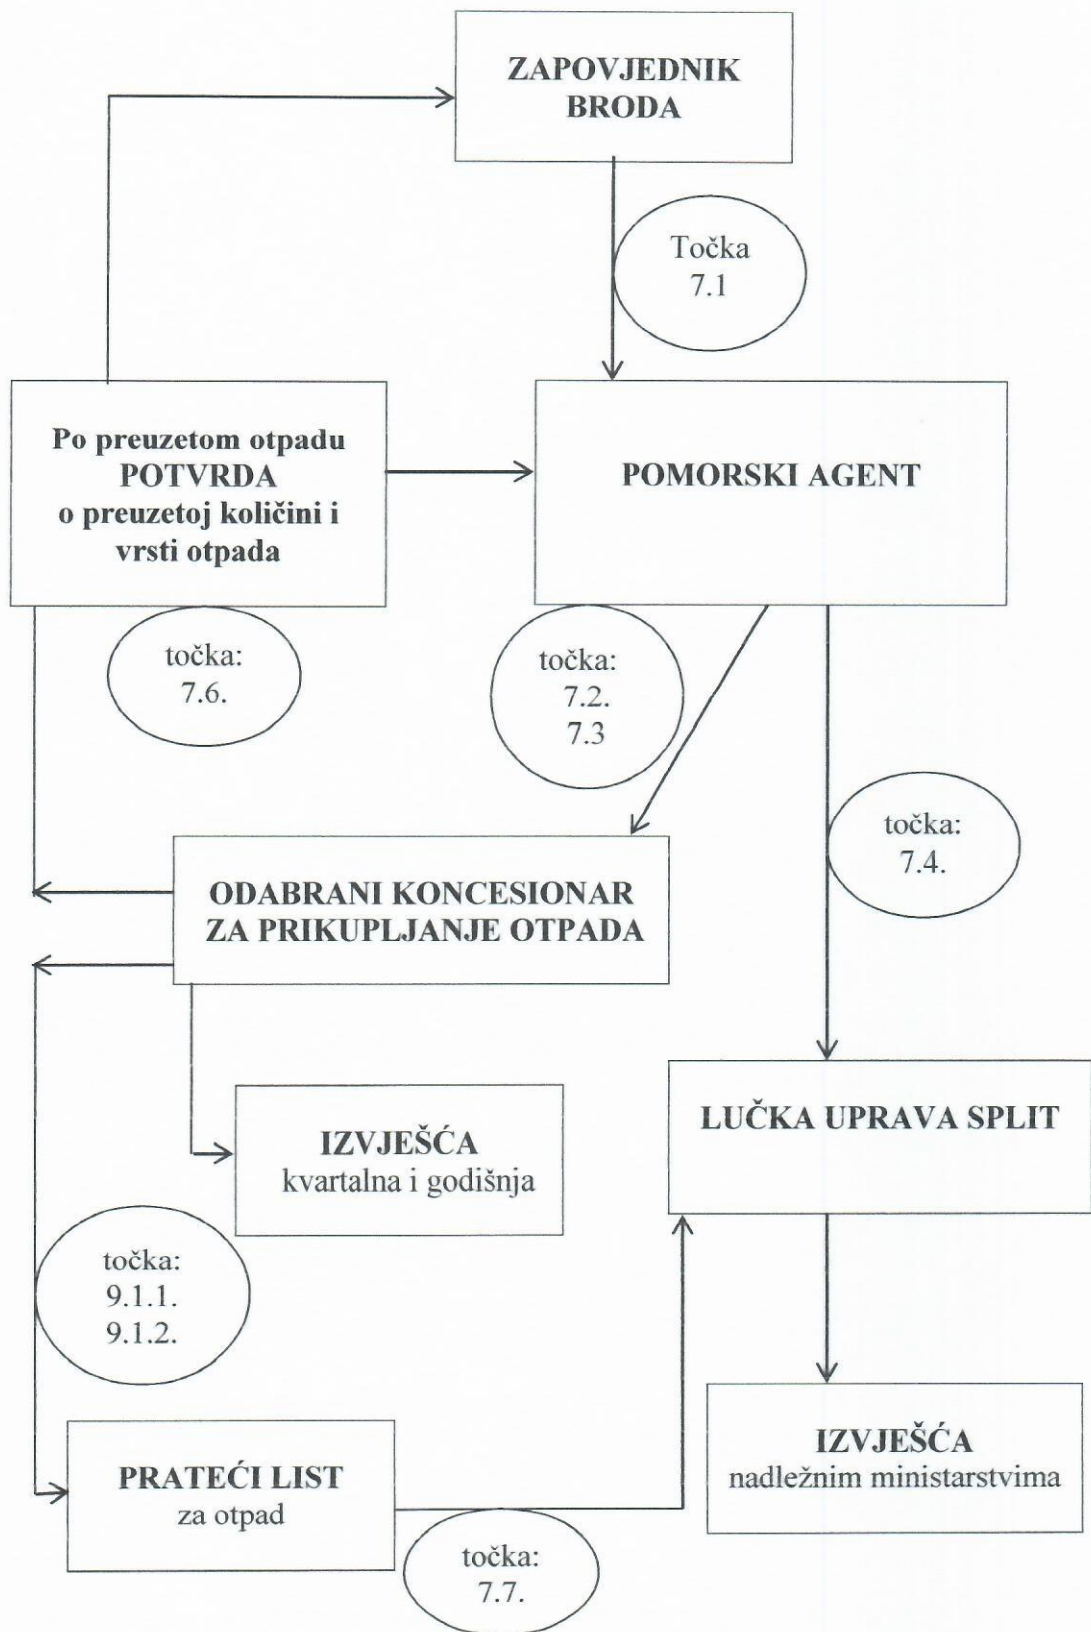 ZAPOVJEDNIK
BRODA
Točka
7.1
Po preuzetom otpadu
POTVRDA
o preuzetoj količini i
vrsti otpada
POMORSKI AGENT
točka:
7.6.
točka:
7.2.
7.3
točka:
7.4.
ODABRANI KONCESIONAR
ZA PRIKUPLJANJE OTPADA
LUČKA UPRAVA SPLIT
IZVJEŠĆA
kvartalna i godišnja
točka:
9.1.1.
9.1.2.
IZVJEŠĆA
nadležnim ministarstvima
PRATEĆI LIST
za otpad
točka:
7.7.